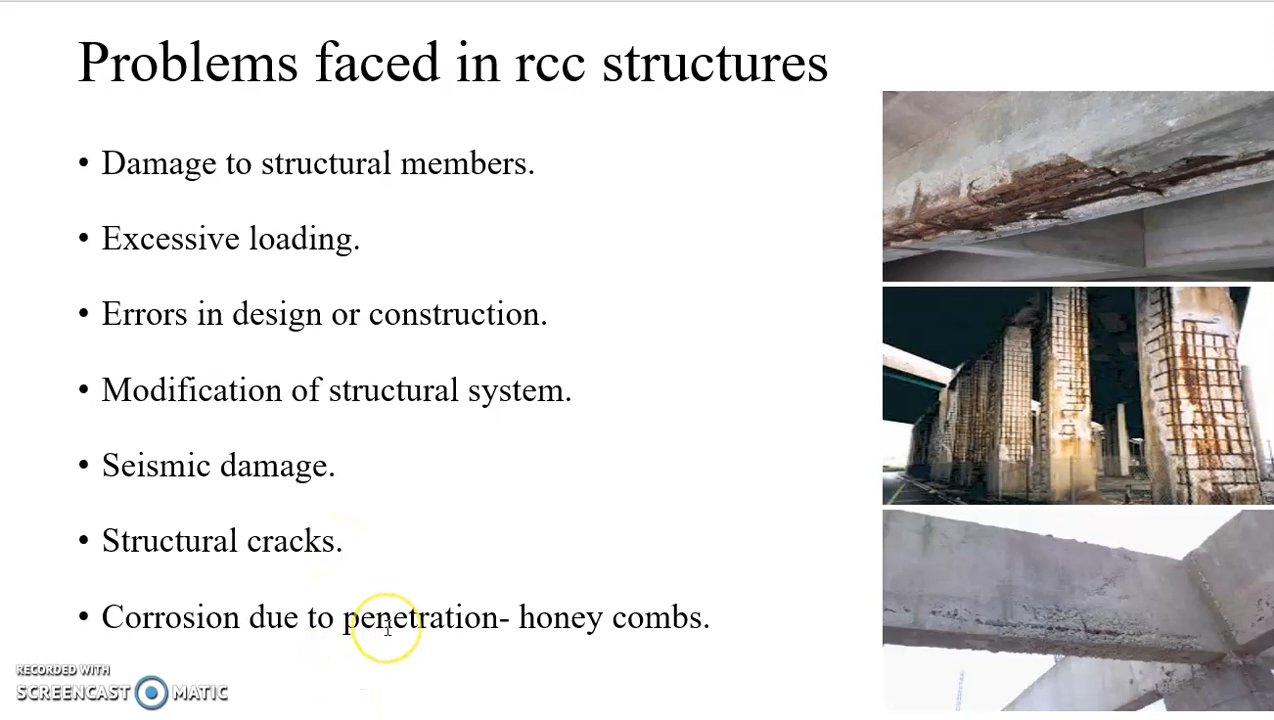 Problems faced in rcc structures
• Damage to structural members.
• Excessive loading.
• Errors in design or construction.
• Modification of structural system.
• Seismic damage.
• Structural cracks.
• Corrosion due to penetration- honey combs.
RECORDED WITH
SCREENCAST MATIC